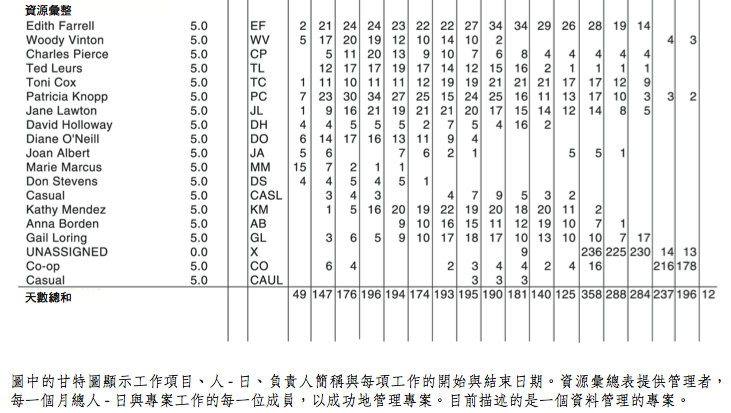 資源彙整
Edith Farrell 5.0 EF 2 21 24 24 23 22 22 27 34 34 29 26 28 19 14
Woody Vinton 5.0 WV 5 17 20 19 12 10 14 10 2 4 3
Charles Pierce 5.0 CP 5 11 20 13 9 10 7 6 8 4 4 4 4 4
Ted Leurs 5.0 TL 12 17 17 19 17 14 12 15 16 2 1 1 1 1
Toni Cox 5.0 TC 1 11 10 11 11 12 19 19 21 21 21 17 17 12 9
Patricia Knopp 5.0 PC 7 23 30 34 27 25 15 24 25 16 11 13 17 10 3 3 2
Jane Lawton 5.0 JL 1 9 16 21 19 21 21 20 17 15 14 12 14 8 5
David Holloway 5.0 DH 4 4 5 5 5 2 7 5 4 16 2
Diane O'Neill 5.0 DO 6 14 17 16 13 11 9 4
Joan Albert 5.0 JA 5 6 7 6 2 1 5 5 1
Marie Marcus 5.0 MM 15 7 2 1 1
Don Stevens 5.0 DS 4 4 5 4 5 1
Casual 5.0 CASL 3 4 3 4 7 9 5 3 2
Kathy Mendez 5.0 KM 1 5 16 20 19 22 19 20 18 20 11 2
Anna Borden 5.0 AB 9 10 16 15 11 12 19 10 7 1
Gail Loring 5.0 GL 3 6 5 9 10 17 18 17 10 13 10 10 7 17
UNASSIGNED 0.0 X 9 236 225 230 14 13
Co-op 5.0 CO 6 4 2 3 4 4 2 4 16 216 178
Casual 5.0 CAUL 3 3 3
天數總和 49 147 176 196 194 174 193 195 190 181 140 125 358 288 284 237 196 12
圖中的甘特圖顯示工作項目、人-日、負責人簡稱與每項工作的開始與結束日期。資源彙總表提供管理者，
每一個月總人-日與專案工作的每一位成員，以成功地管理專案。目前描述的是一個資料管理的專案。